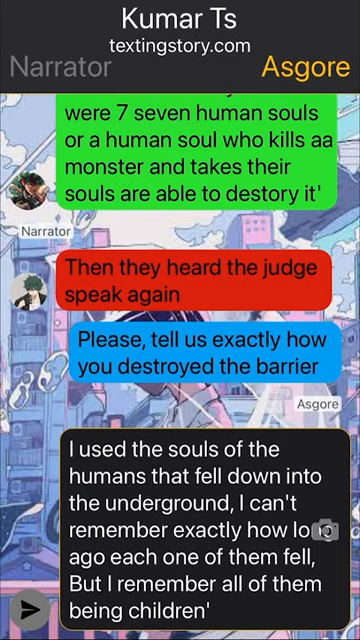 Kumar Ts
textingstory.com
Narrator
Asgore
were 7 seven human souls
or a human soul who kills aa
monster and takes their
souls are able to destory it'
Narrator
Then they heard the judge
speak again
Please, tell us exactly how
you destroyed the barrier
Asgore
I used the souls of the
humans that fell down into
the underground, I can't
remember exactly how
ago each one of them fell,
But I remember all of them
being children'